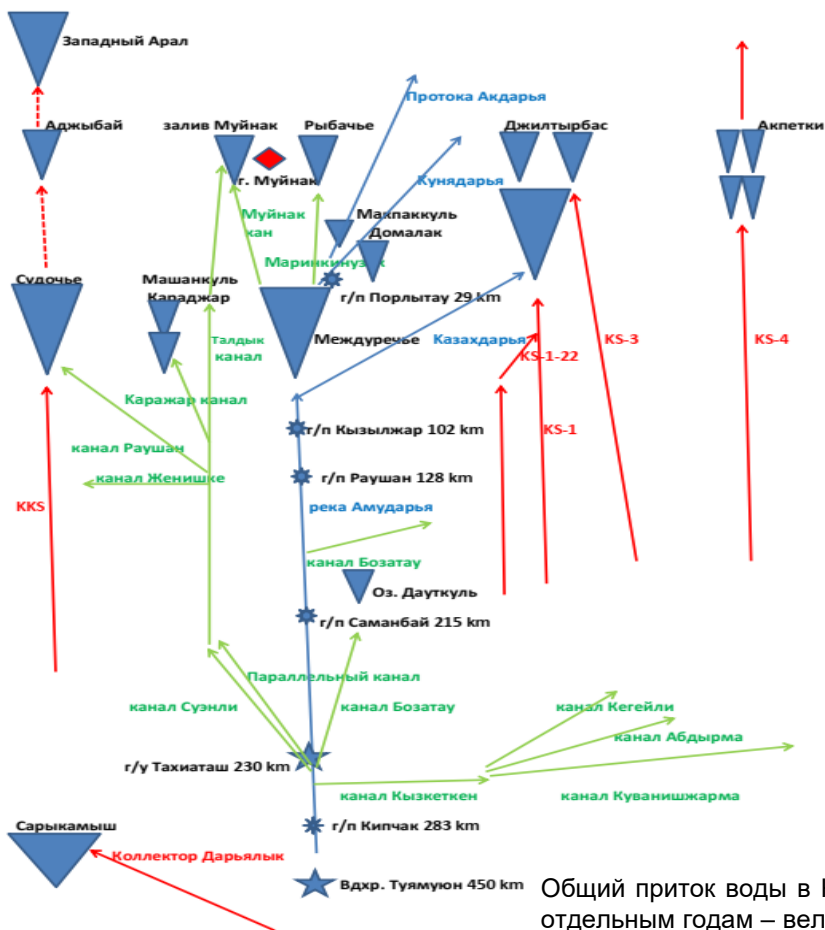 Западный Арал
Протока Акдарья
Аджыбай
залив Муйнак
Рыбачье
Джилтырбас
Акпетки
г. Муйнак
Кунядарья
Муйнак
кан
Макпаккуль
Домалак
Маринкинузяк
Судочье
Машанкуль
Караджар
г/п Порлытау 29 km
Талдык
канал
Междуречье
Казахдарья
KS-3
KS-4
KS-1-22
Каражар канал
г/п Кызылжар 102 km
KS-1
канал Раушан
канал Женишке
г/п Раушан 128 km
KKS
река Амударья
канал Бозатау
Оз. Дауткуль
г/п Саманбай 215 km
Параллельный канал
канал Суэнли
канал Бозатау
канал Кегейли
канал Абдырма
г/у Тахиаташ 230 km
канал Кызкеткен
канал Куванишжарма
Сарыкамыш
г/п Кипчак 283 km
Коллектор Дарьялык
Вдхр. Туямуюн 450 km
Общий приток воды в
отдельным годам – вел